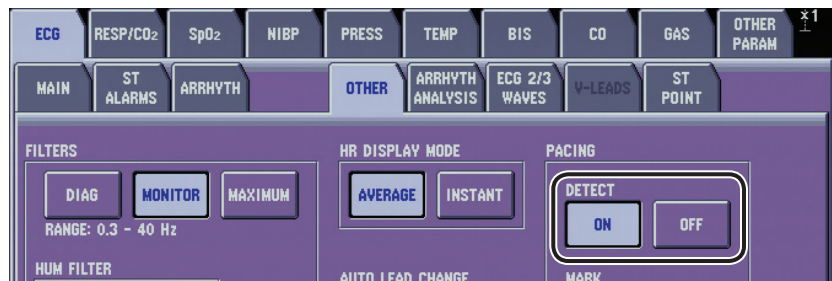 ECG RESP/CO2 SpO2 NIBP PRESS TEMP BIS CO GAS OTHER PARAM x1
MAIN ST ALARMS ARRHYTH OTHER ARRHYTH ANALYSIS ECG 2/3 WAVES V-LEADS ST POINT
FILTERS HR DISPLAY MODE PACING
DETECT
DIAG MONITOR MAXIMUM AVERAGE INSTANT ON OFF
RANGE: 0.3 - 40 Hz
HUM FILTER AUTO LEAD CHANGE MARK